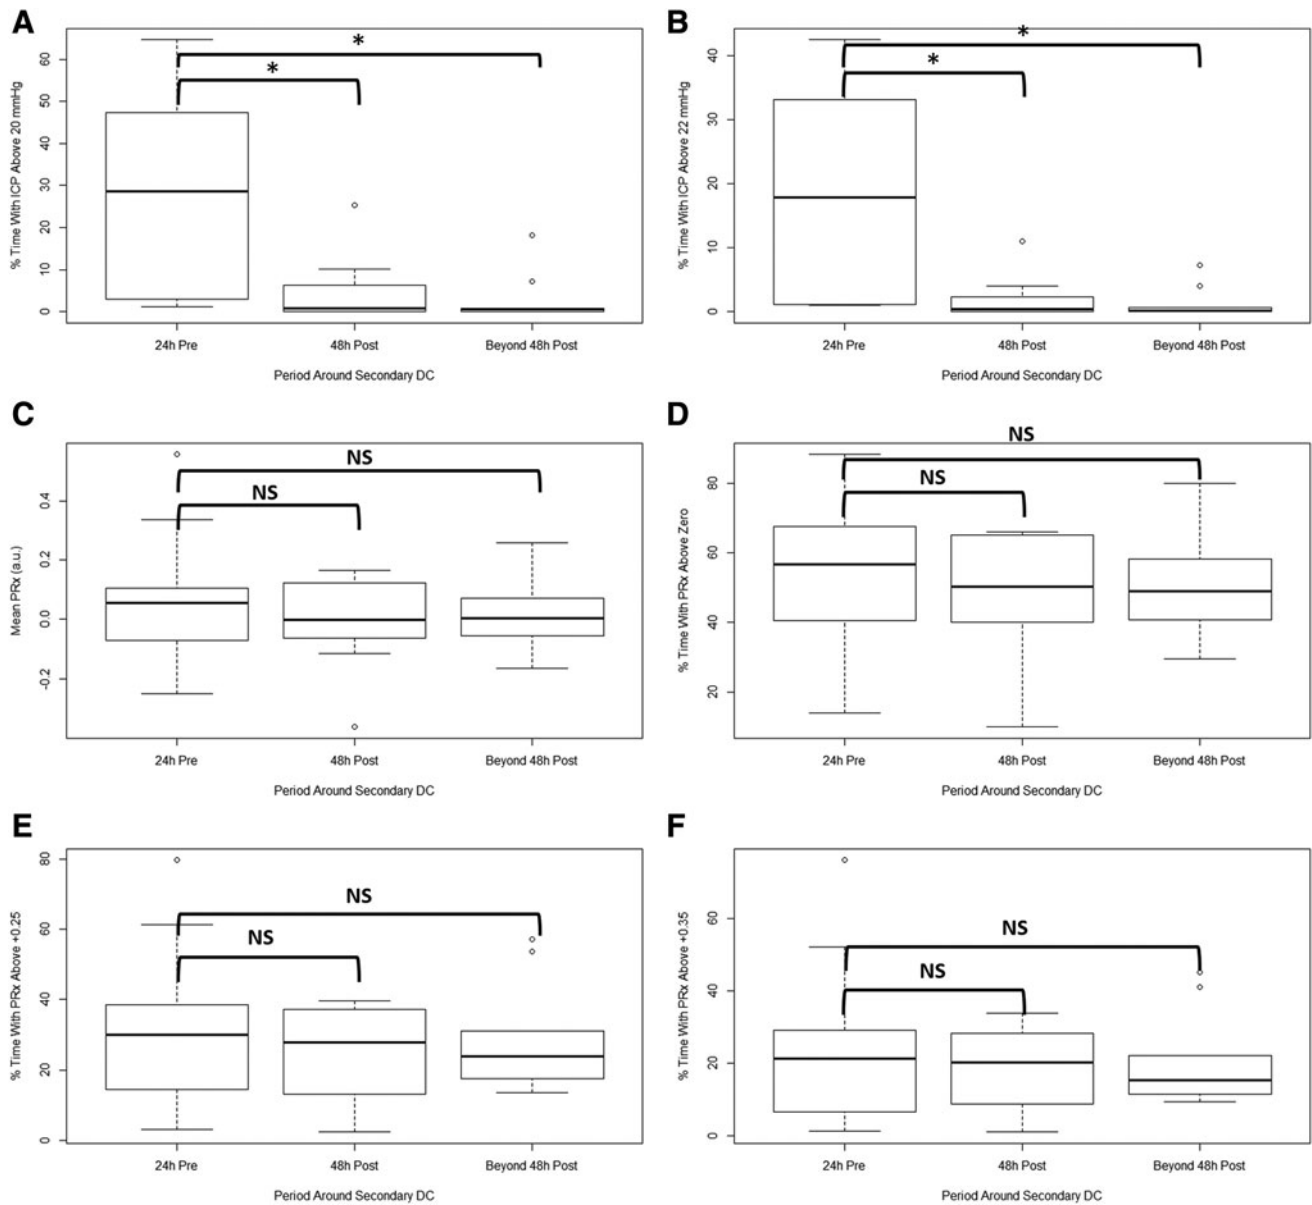 A
% Time With ICP Above 20 mmHg
60
50
40
30
20
10
0
*
*
24h Pre
48h Post
Beyond 48h Post
Period Around Secondary DC
B
% Time With ICP Above 22 mmHg
40
30
20
10
0
*
*
24h Pre
48h Post
Beyond 48h Post
Period Around Secondary DC
C
Mean PRx (a.u.)
0.4
0.2
0.0
-0.2
NS
NS
24h Pre
48h Post
Beyond 48h Post
Period Around Secondary DC
D
% Time With PRx Above Zero
80
60
40
20
NS
NS
24h Pre
48h Post
Beyond 48h Post
Period Around Secondary DC
E
% Time With PRx Above +0.25
80
60
40
20
0
NS
NS
24h Pre
48h Post
Beyond 48h Post
Period Around Secondary DC
F
% Time With PRx Above +0.35
60
40
20
0
NS
NS
24h Pre
48h Post
Beyond 48h Post
Period Around Secondary DC